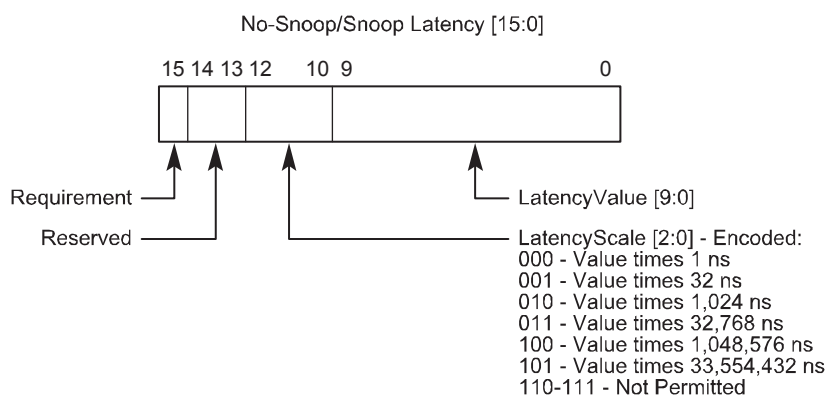 No-Snoop/Snoop Latency [15:0]
15 14 13 12 10 9 0
Requirement
LatencyValue [9:0]
Reserved
LatencyScale [2:0] - Encoded:
000 - Value times 1 ns
001 - Value times 32 ns
010 - Value times 1,024 ns
011 - Value times 32,768 ns
100 - Value times 1,048,576 ns
101 - Value times 33,554,432 ns
110-111 - Not Permitted